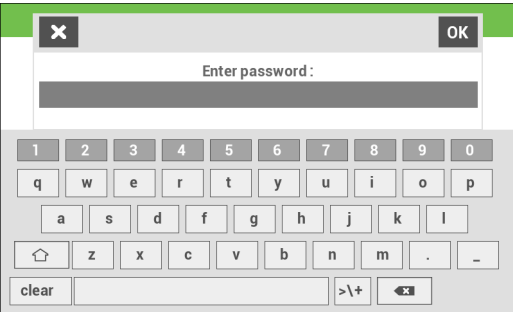 OK
Enter password :
1 2 3 4 5 6 7 8 9 0
q w e r t y u i o p
a s d f g h j k l
z x c v b n m . _
clear >\+